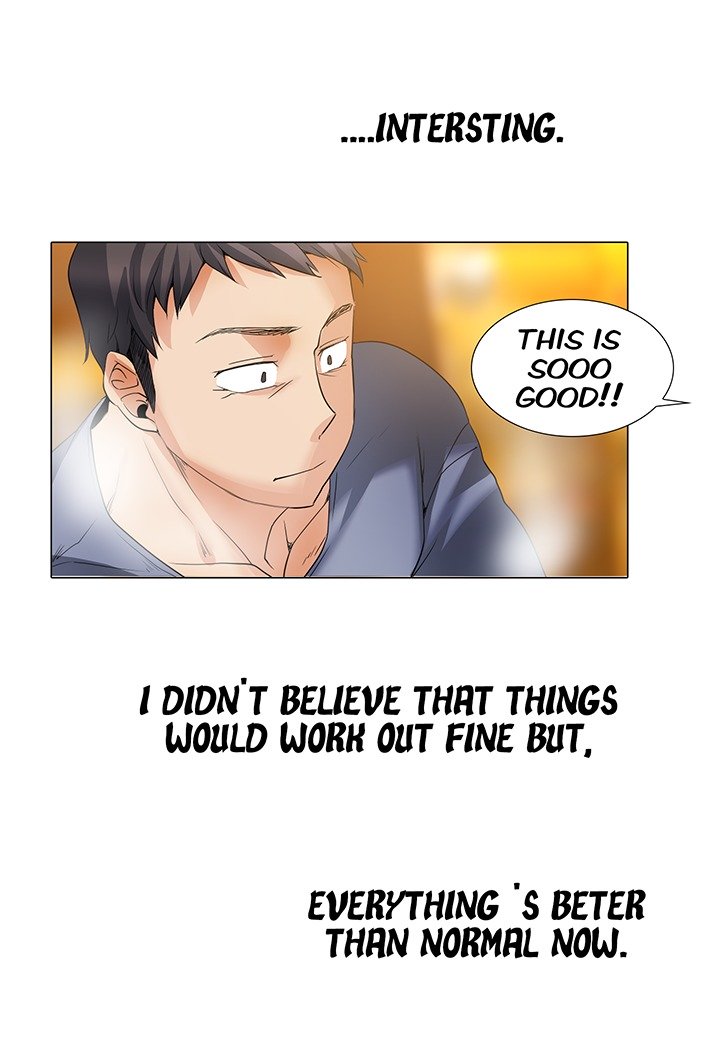 ....INTERSTING.
THIS IS
SOOO
GOOD!!
I DIDN'T BELIEVE THAT THINGS
WOULD WORK OUT FINE BUT,
EVERYTHING 'S BETER
THAN NORMAL NOW.